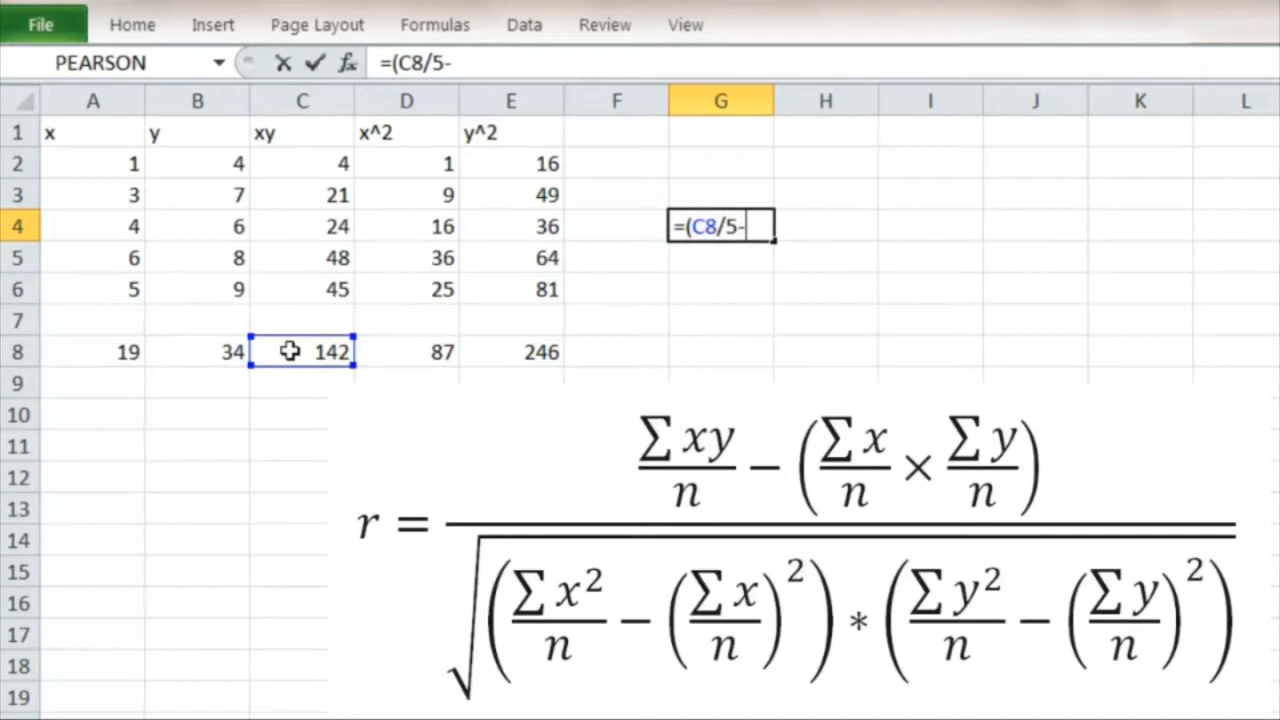 File Home Insert Page Layout Formulas Data Review View
PEARSON fx =(C8/5-
A B C D E F G H I J K L
1 x y xy x^2 y^2
2 1 4 4 1 16
3 3 7 21 9 49
4 4 6 24 16 36 =(C8/5-
5 6 8 48 36 64
6 5 9 45 25 81
7
8 19 34 142 87 246
9
10
11
12
13
14
15
16
17
18
19
∑xy/n − (∑x/n × ∑y/n)
r =
√((∑x²/n − (∑x/n)²) * (∑y²/n − (∑y/n)²))